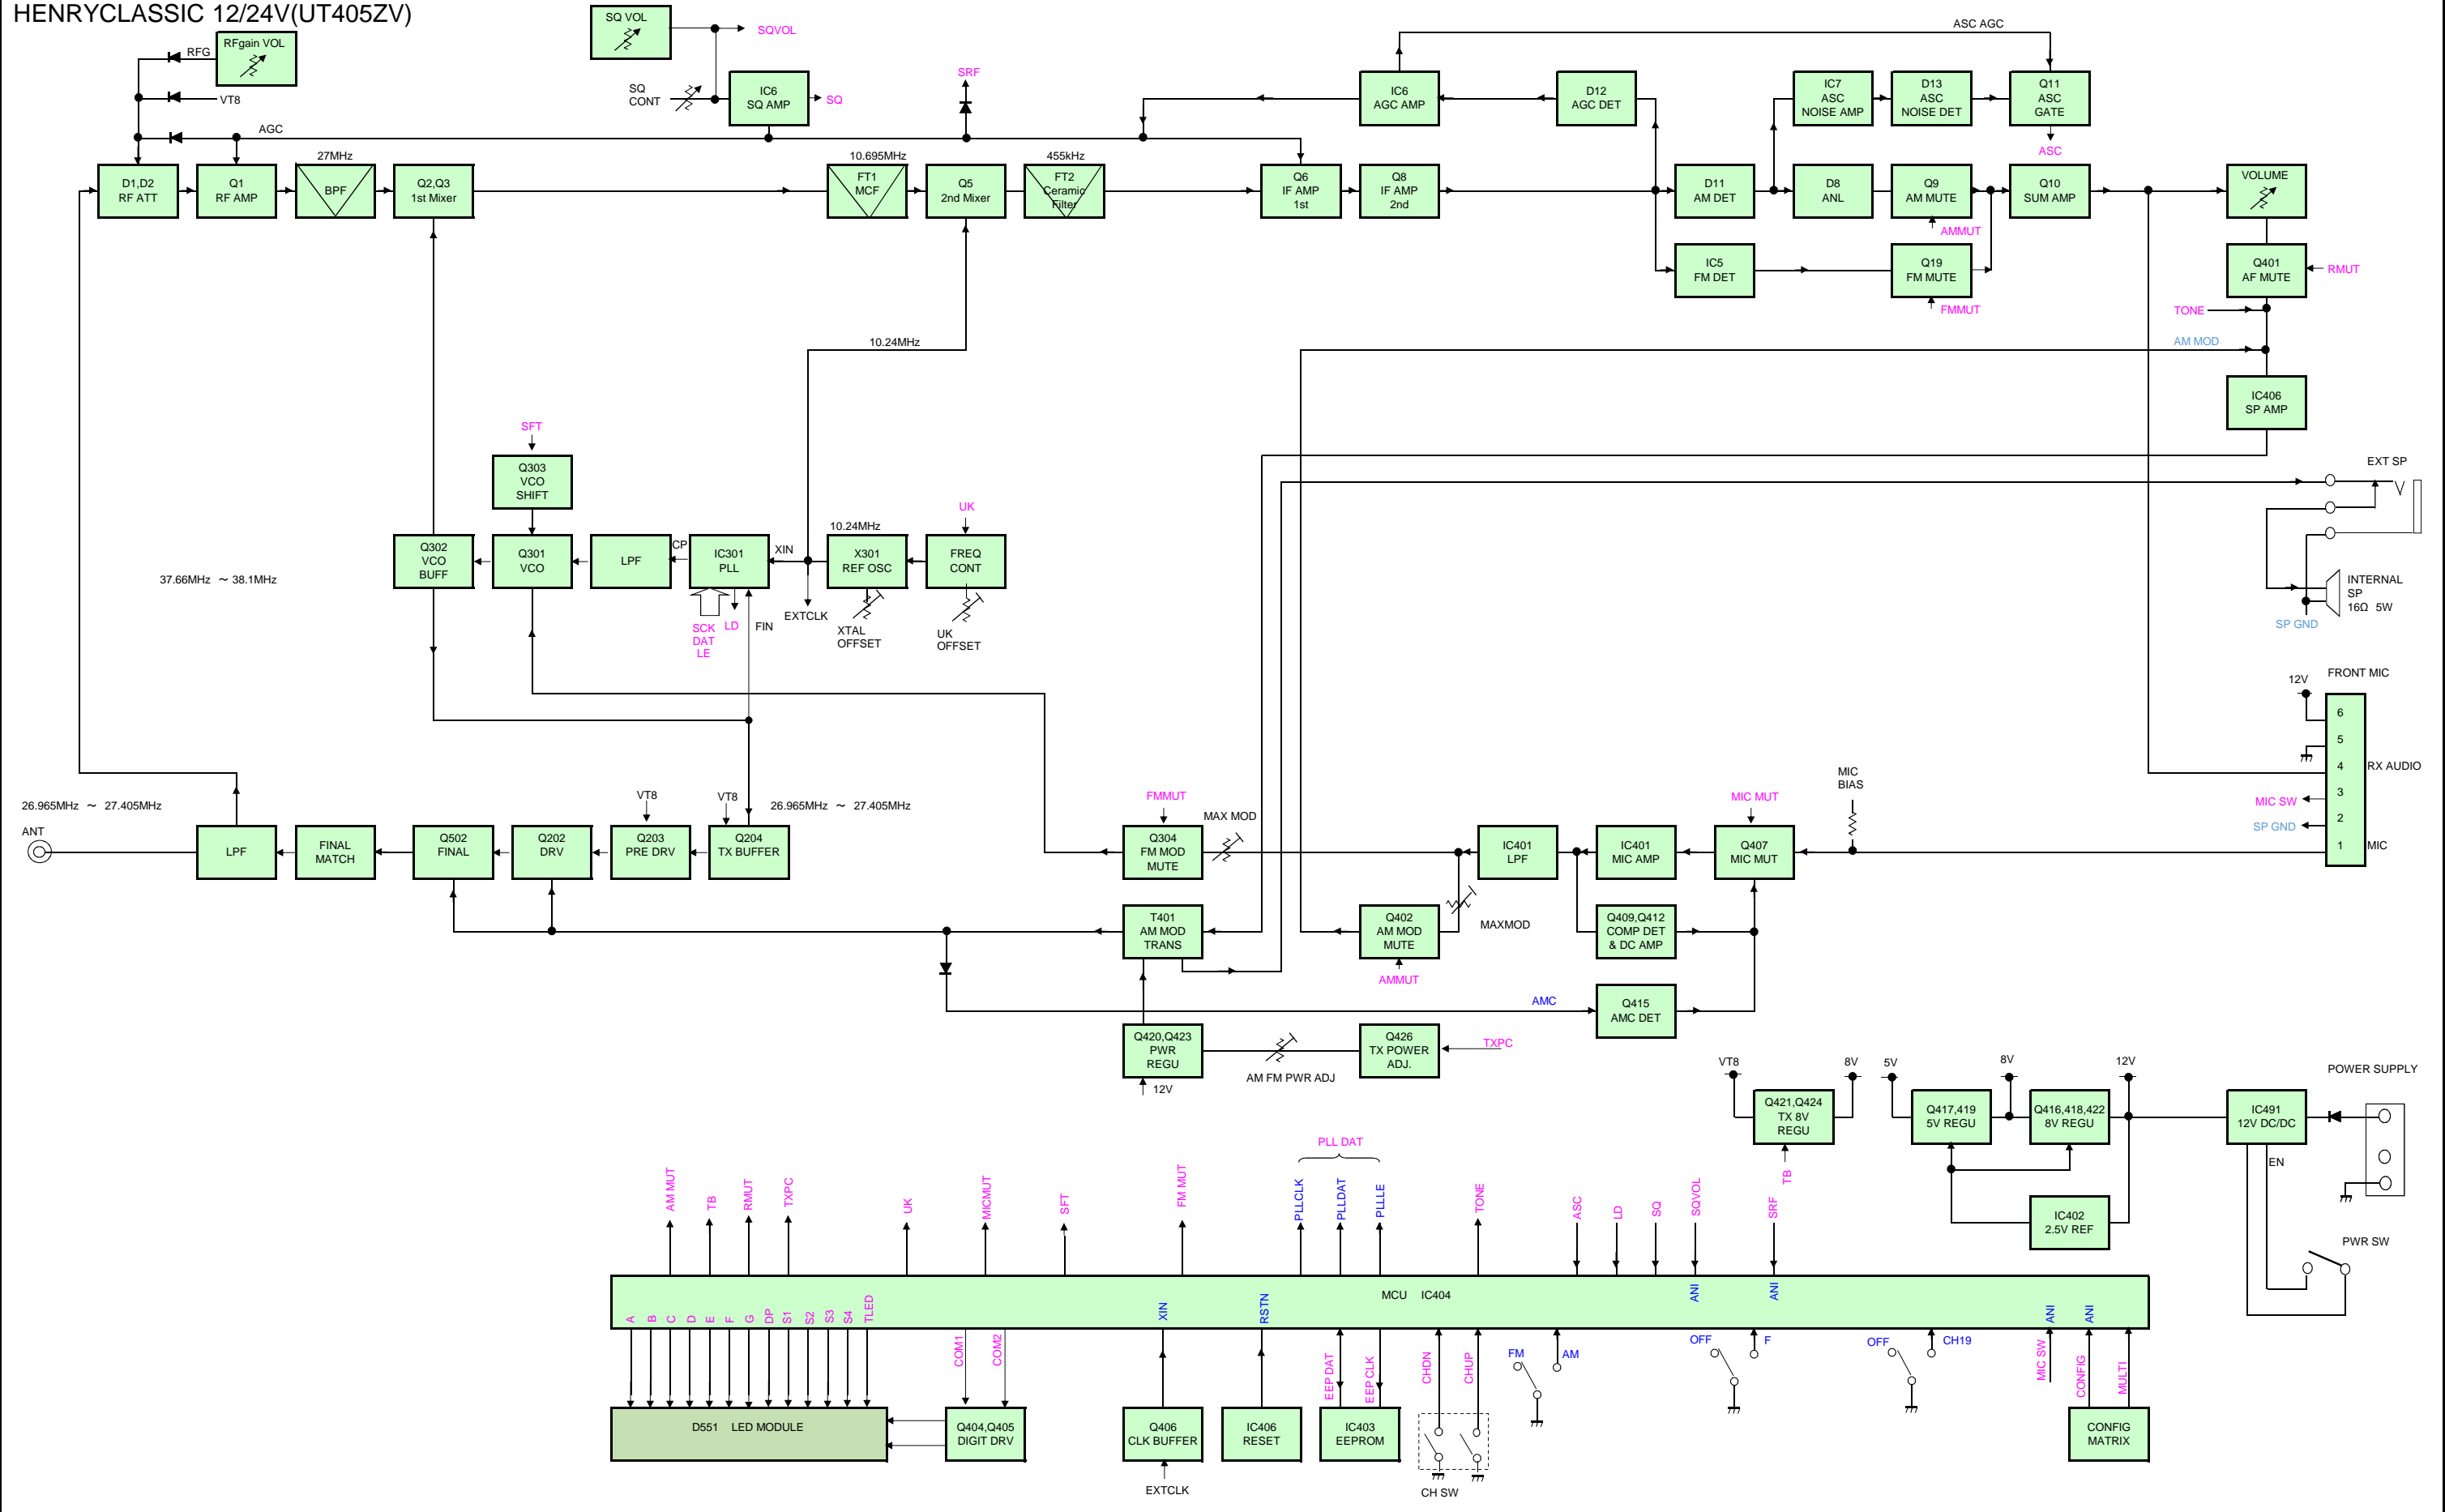 HENRYCLASSIC 12/24V(UT405ZV)
RFgain VOL
RFG
VT8
AGC
SQ VOL
SQVOL
SQ
CONT
IC6
SQ AMP
SQ
SRF
ASC AGC
IC6
AGC AMP
D12
AGC DET
IC7
ASC
NOISE AMP
D13
ASC
NOISE DET
Q11
ASC
GATE
ASC
D1,D2
RF ATT
Q1
RF AMP
27MHz
BPF
Q2,Q3
1st Mixer
10.695MHz
FT1
MCF
Q5
2nd Mixer
455kHz
FT2
Ceramic
Filter
Q6
IF AMP
1st
Q8
IF AMP
2nd
D11
AM DET
D8
ANL
Q9
AM MUTE
AMMUT
Q10
SUM AMP
VOLUME
IC5
FM DET
Q19
FM MUTE
FMMUT
Q401
AF MUTE
RMUT
TONE
AM MOD
10.24MHz
IC406
SP AMP
SFT
Q303
VCO
SHIFT
EXT SP
UK
37.66MHz ～ 38.1MHz
Q302
VCO
BUFF
Q301
VCO
LPF
CP
IC301
PLL
XIN
10.24MHz
X301
REF OSC
FREQ
CONT
SCK
DAT
LE
LD
FIN
EXTCLK
XTAL
OFFSET
UK
OFFSET
INTERNAL
SP
16Ω 5W
SP GND
FRONT MIC
12V
6
5
4
RX AUDIO
3
MIC SW
2
SP GND
1
MIC
26.965MHz ～ 27.405MHz
ANT
LPF
FINAL
MATCH
Q502
FINAL
Q202
DRV
VT8
Q203
PRE DRV
VT8
Q204
TX BUFFER
26.965MHz ～ 27.405MHz
FMMUT
Q304
FM MOD
MUTE
MAX MOD
IC401
LPF
IC401
MIC AMP
MIC MUT
Q407
MIC MUT
MIC
BIAS
T401
AM MOD
TRANS
Q402
AM MOD
MUTE
AMMUT
MAXMOD
Q409,Q412
COMP DET
& DC AMP
AMC
Q415
AMC DET
Q420,Q423
PWR
REGU
12V
AM FM PWR ADJ
Q426
TX POWER
ADJ.
TXPC
VT8
8V
Q421,Q424
TX 8V
REGU
TB
5V
8V
12V
Q417,419
5V REGU
Q416,418,422
8V REGU
IC402
2.5V REF
IC491
12V DC/DC
EN
POWER SUPPLY
PWR SW
AM MUT
TB
RMUT
TXPC
UK
MICMUT
SFT
FM MUT
PLL DAT
PLLCLK
PLLDAT
PLLLE
TONE
ASC
LD
SQ
SQVOL
SRF
MCU IC404
ANI
ANI
A
B
C
D
E
F
G
DP
S1
S2
S3
S4
TLED
XIN
RSTN
ANI
ANI
COM1
COM2
EEP DAT
EEP CLK
CHDN
CHUP
FM
AM
OFF
F
OFF
CH19
MIC SW
CONFIG
MULTI
D551 LED MODULE
Q404,Q405
DIGIT DRV
Q406
CLK BUFFER
EXTCLK
IC406
RESET
IC403
EEPROM
CH SW
CONFIG
MATRIX